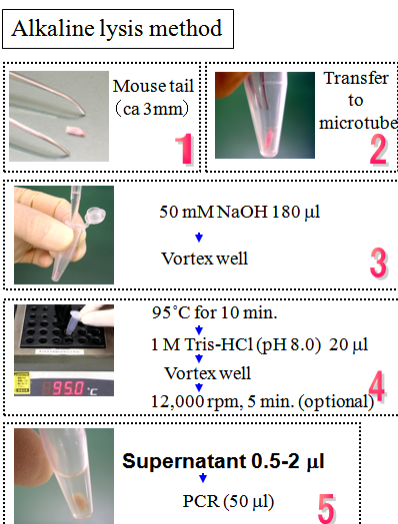 Alkaline lysis method
Mouse tail
(ca 3mm)
1
Transfer
to
microtube
2
50 mM NaOH 180 µl
Vortex well
3
95°C for 10 min.
1 M Tris-HCl (pH 8.0) 20 µl
Vortex well
12,000 rpm, 5 min. (optional)
4
95.0 °C
Supernatant 0.5-2 µl
PCR (50 µl)
5